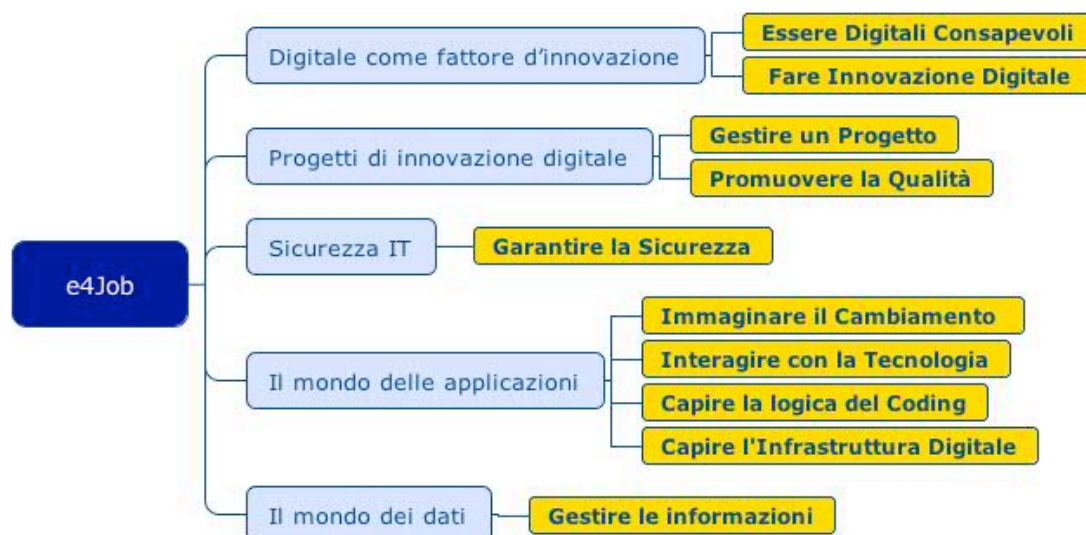 e4Job
Digitale come fattore d'innovazione
Essere Digitali Consapevoli
Fare Innovazione Digitale
Progetti di innovazione digitale
Gestire un Progetto
Promuovere la Qualità
Sicurezza IT
Garantire la Sicurezza
Il mondo delle applicazioni
Immaginare il Cambiamento
Interagire con la Tecnologia
Capire la logica del Coding
Capire l'Infrastruttura Digitale
Il mondo dei dati
Gestire le informazioni